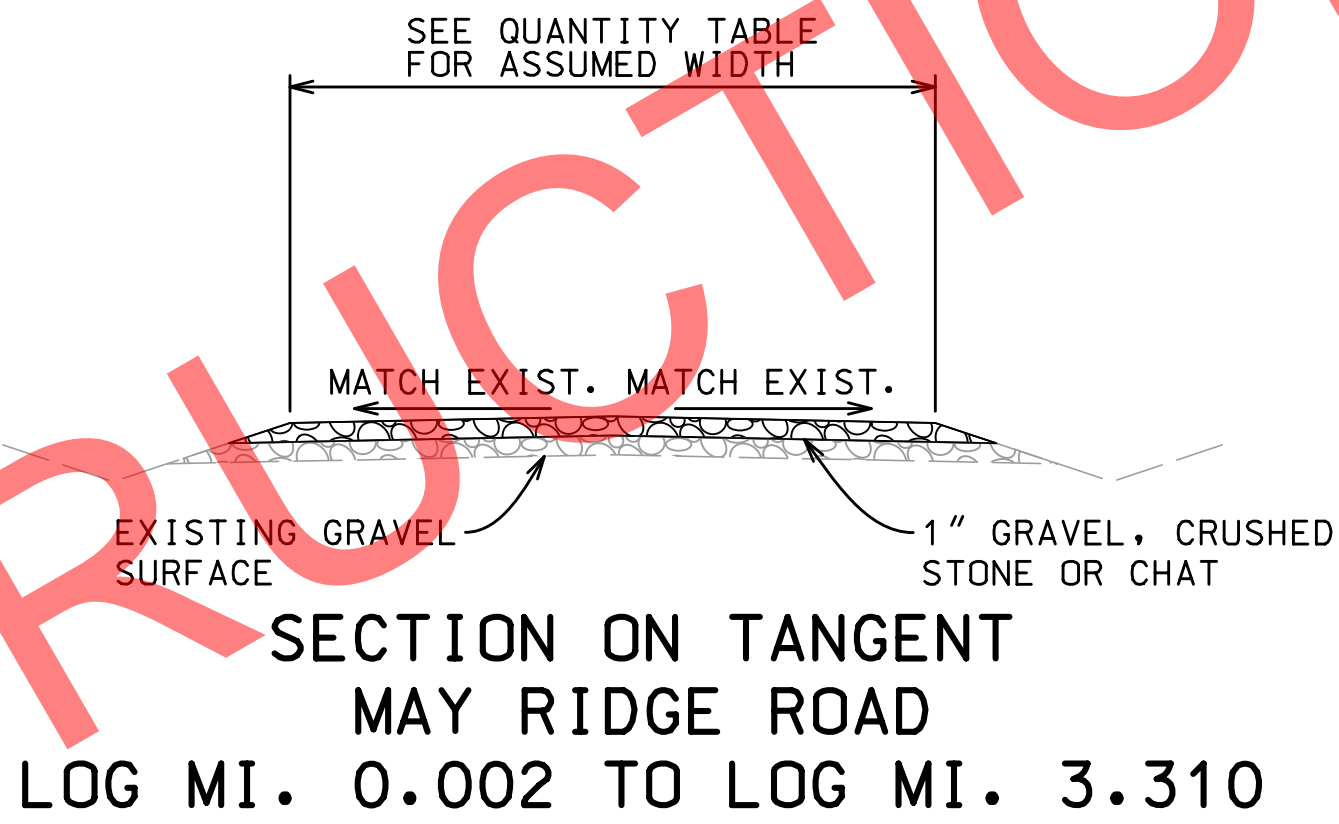 SEE QUANTITY TABLE
FOR ASSUMED WIDTH
MATCH EXIST. MATCH EXIST.
EXISTING GRAVEL
SURFACE
1" GRAVEL, CRUSHED
STONE OR CHAT
SECTION ON TANGENT
MAY RIDGE ROAD
LOG MI. 0.002 TO LOG MI. 3.310
RUCTIO